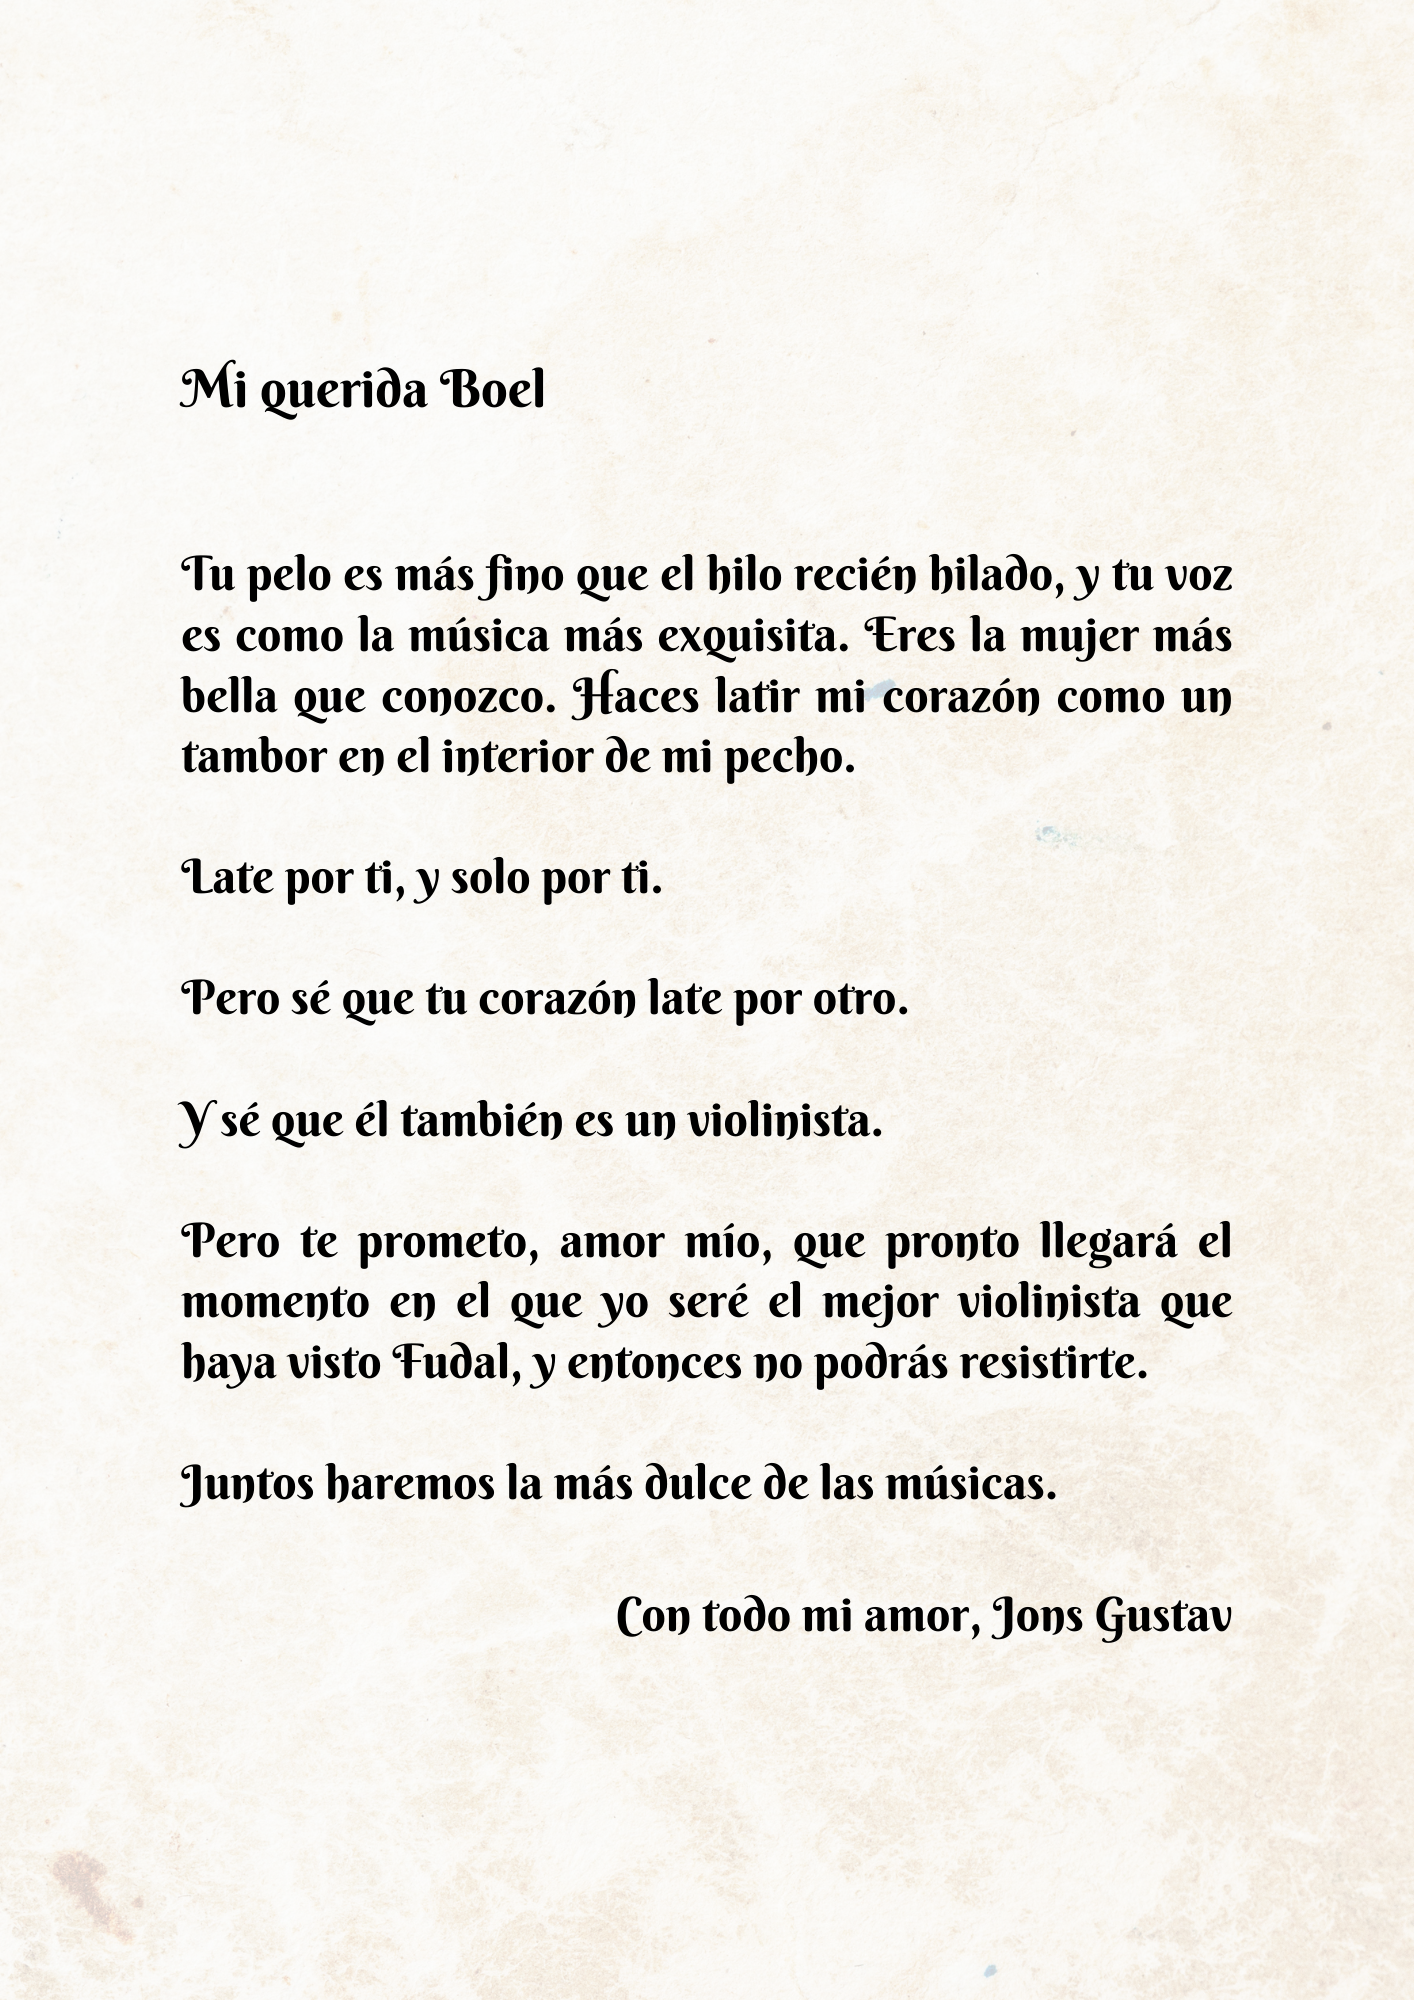 Mi querida Boel
Tu pelo es más fino que el hilo recién hilado, y tu voz
es como la música más exquisita. Eres la mujer más
bella que conozco. Haces latir mi corazón como un
tambor en el interior de mi pecho.
Late por ti, y solo por ti.
Pero sé que tu corazón late por otro.
Y sé que él también es un violinista.
Pero te prometo, amor mío, que pronto llegará el
momento en el que yo seré el mejor violinista que
haya visto Fudal, y entonces no podrás resistirte.
Juntos haremos la más dulce de las músicas.
Con todo mi amor, Jons Gustav